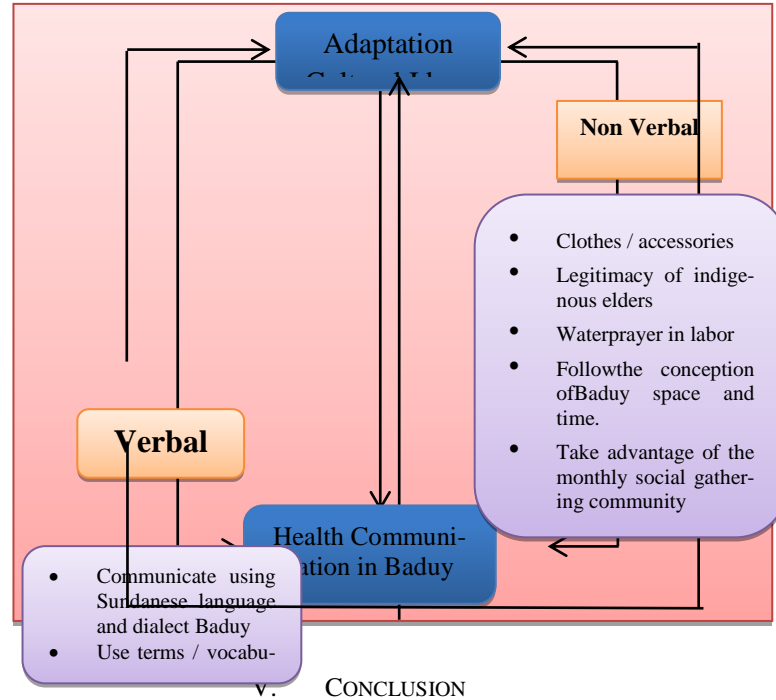 Adaptation
Non Verbal
• Clothes / accessories
• Legitimacy of indige-
nous elders
• Waterprayer in labor
• Followthe conception
ofBaduy space and
time.
• Take advantage of the
monthly social gather-
ing community
Verbal
Health Communi-
ation in Baduy
• Communicate using
Sundanese language
and dialect Baduy
• Use terms / vocabu-
V. CONCLUSION